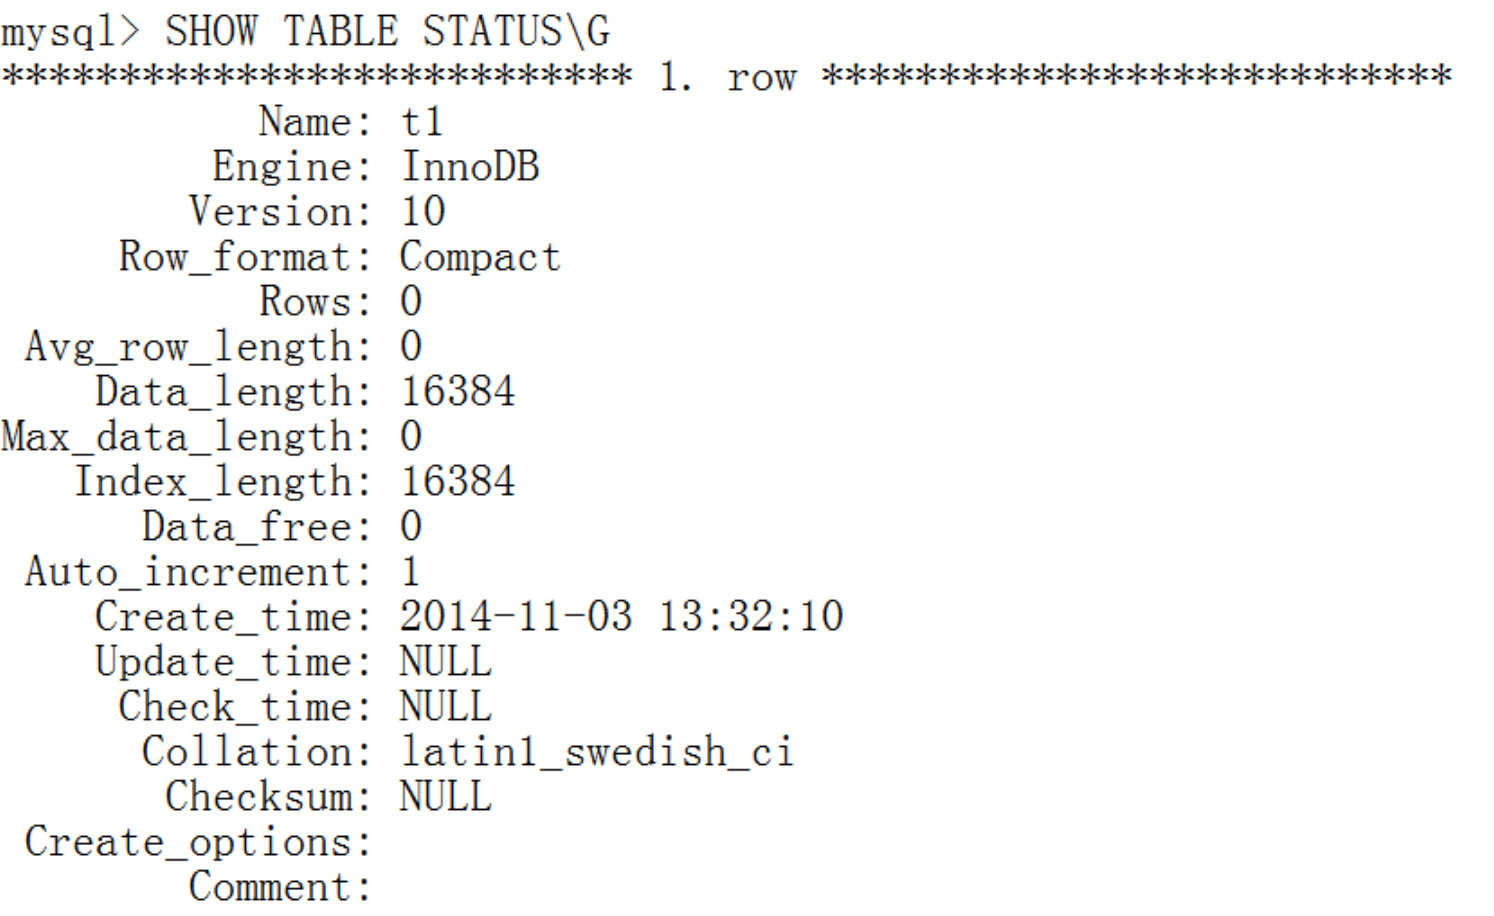 mysql> SHOW TABLE STATUS\G
*************************** 1. row ***************************
Name: t1
Engine: InnoDB
Version: 10
Row_format: Compact
Rows: 0
Avg_row_length: 0
Data_length: 16384
Max_data_length: 0
Index_length: 16384
Data_free: 0
Auto_increment: 1
Create_time: 2014-11-03 13:32:10
Update_time: NULL
Check_time: NULL
Collation: latin1_swedish_ci
Checksum: NULL
Create_options:
Comment: